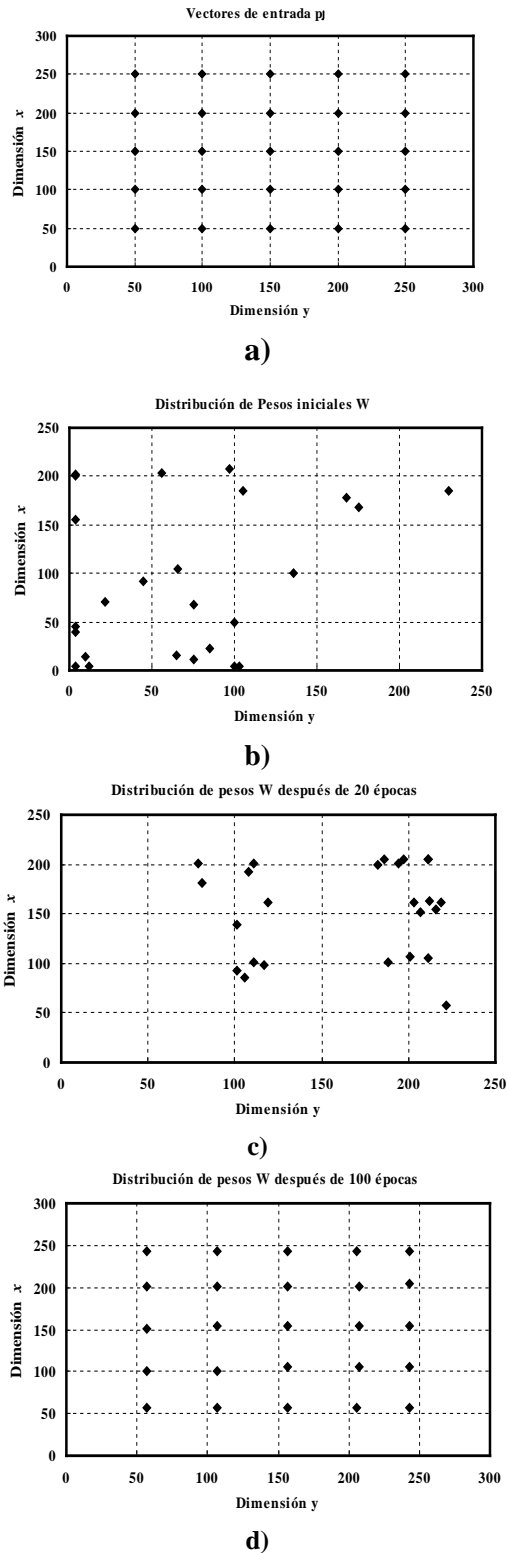 Vectores de entrada pj
300
250
200
150
100
50
0
0 50 100 150 200 250 300
Dimensión x
Dimensión y
a)
Distribución de Pesos iniciales W
250
200
150
100
50
0
0 50 100 150 200 250
Dimensión x
Dimensión y
b)
Distribución de pesos W después de 20 épocas
250
200
150
100
50
0
0 50 100 150 200 250
Dimensión x
Dimensión y
c)
Distribución de pesos W después de 100 épocas
300
250
200
150
100
50
0
0 50 100 150 200 250 300
Dimensión x
Dimensión y
d)